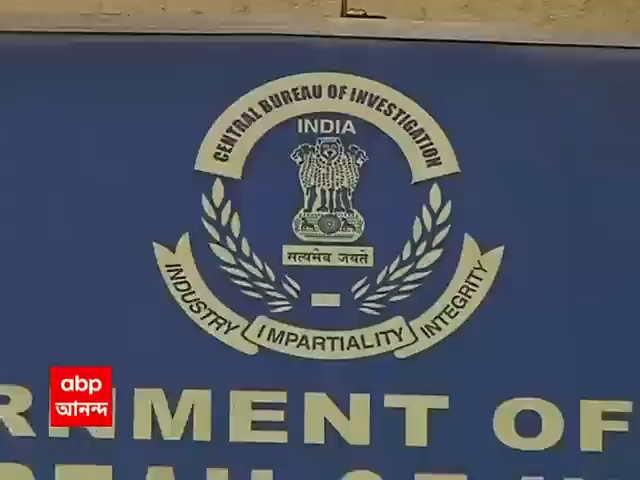 CENTRAL BUREAU OF INVESTIGATION
INDIA
सत्यमेव जयते
INDUSTRY IMPARTIALITY INTEGRITY
abp
আনন্দ
RNMENT OF